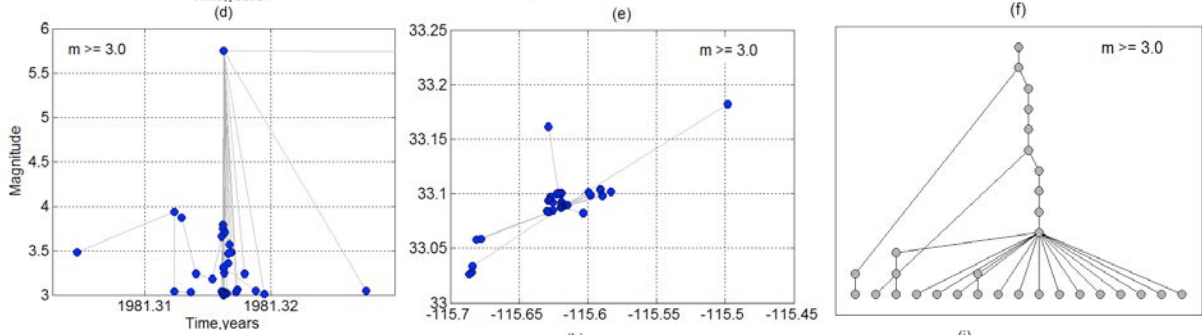 (d)
(e)
(f)
6
5.5
5
4.5
4
3.5
3
Magnitude
m >= 3.0
1981.31
1981.32
Time,years
33.25
33.2
33.15
33.1
33.05
33
m >= 3.0
-115.7
-115.65
-115.6
-115.55
-115.5
-115.45
m >= 3.0